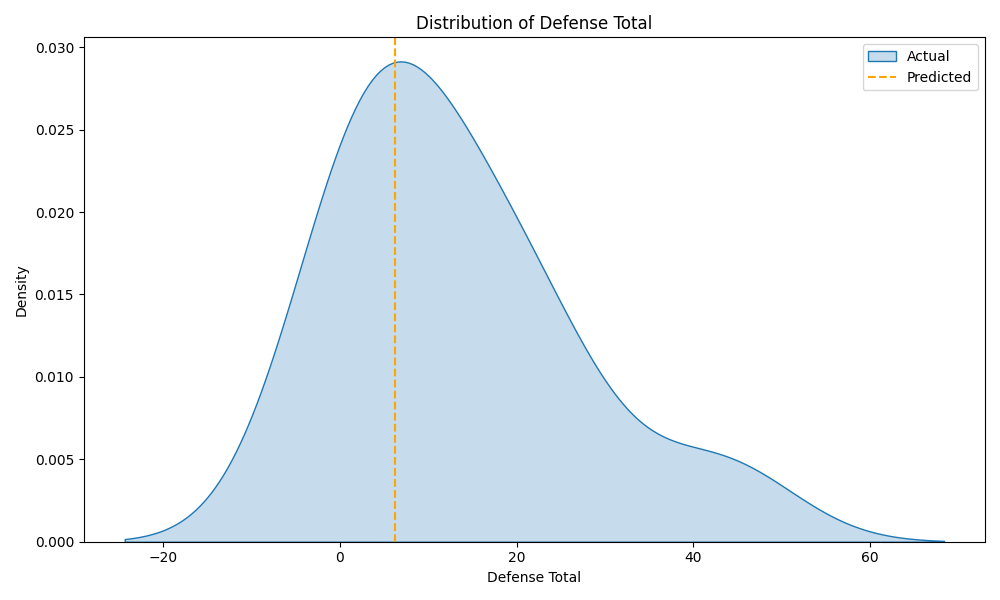 Distribution of Defense Total
Actual
Predicted
0.030
0.025
0.020
0.015
0.010
0.005
0.000
Density
−20
0
20
40
60
Defense Total